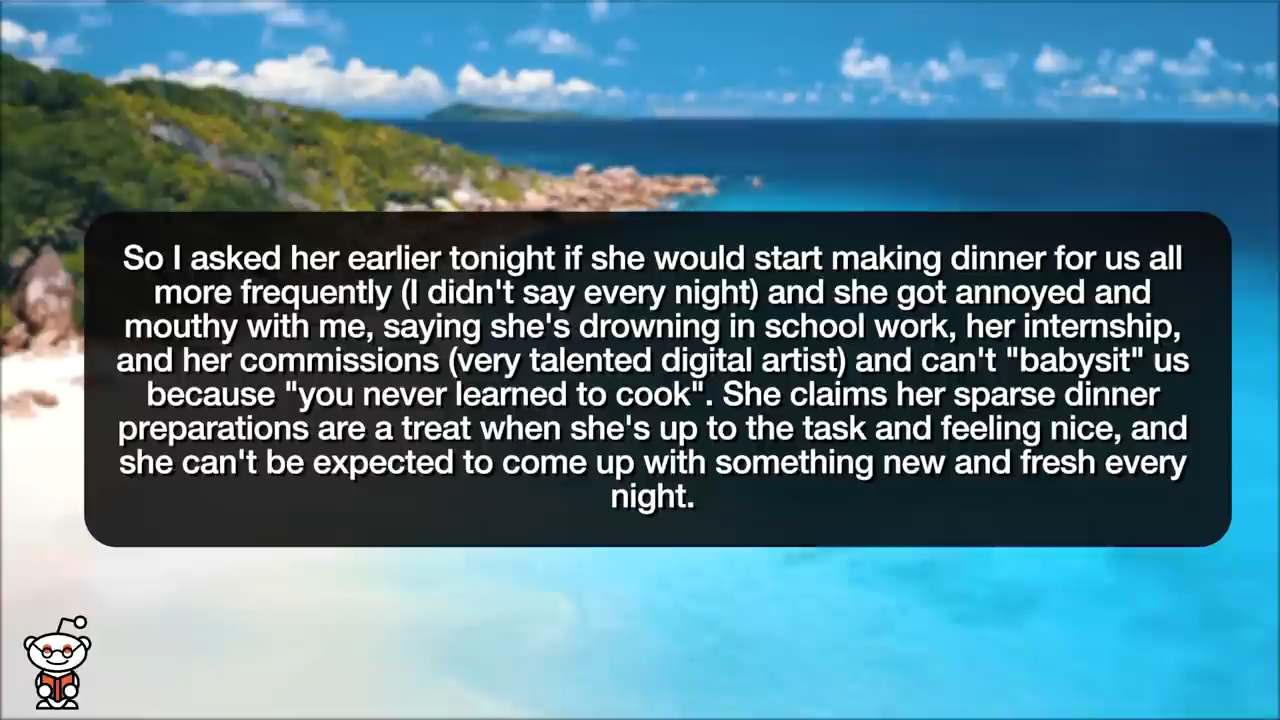 So I asked her earlier tonight if she would start making dinner for us all
more frequently (I didn't say every night) and she got annoyed and
mouthy with me, saying she's drowning in school work, her internship,
and her commissions (very talented digital artist) and can't "babysit" us
because "you never learned to cook". She claims her sparse dinner
preparations are a treat when she's up to the task and feeling nice, and
she can't be expected to come up with something new and fresh every
night.